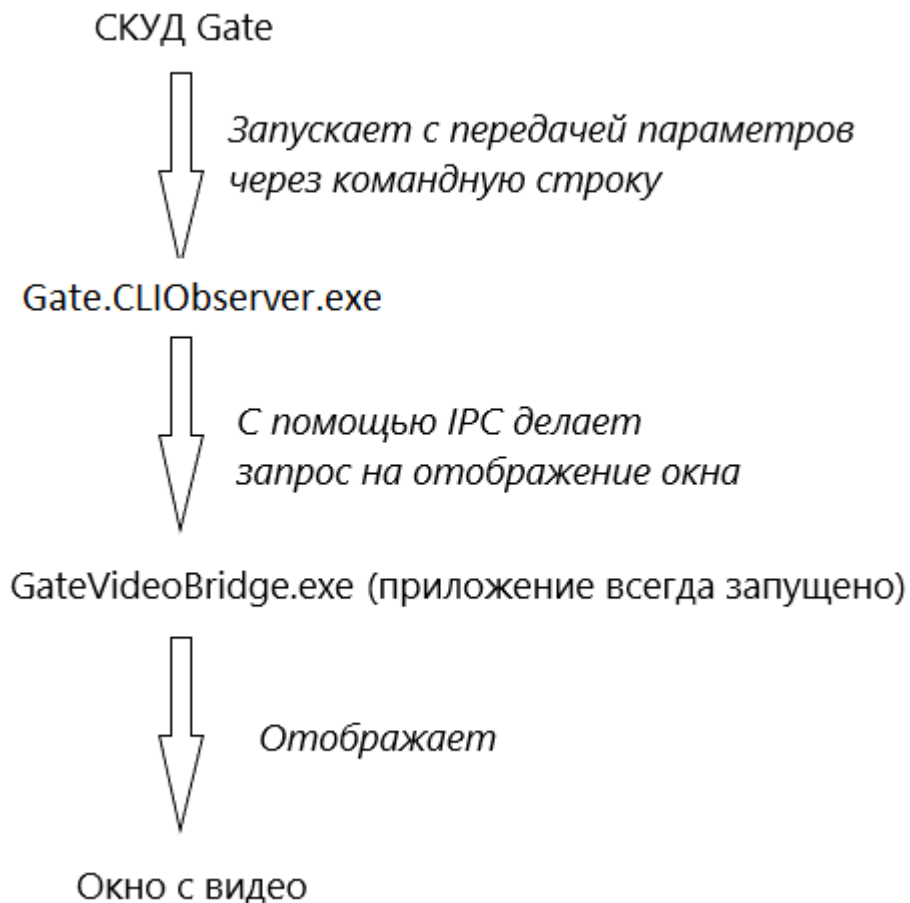 СКУД Gate
Запускает с передачей параметров
через командную строку
Gate.CLIObserver.exe
С помощью IPC делает
запрос на отображение окна
GateVideoBridge.exe (приложение всегда запущено)
Отображает
Окно с видео